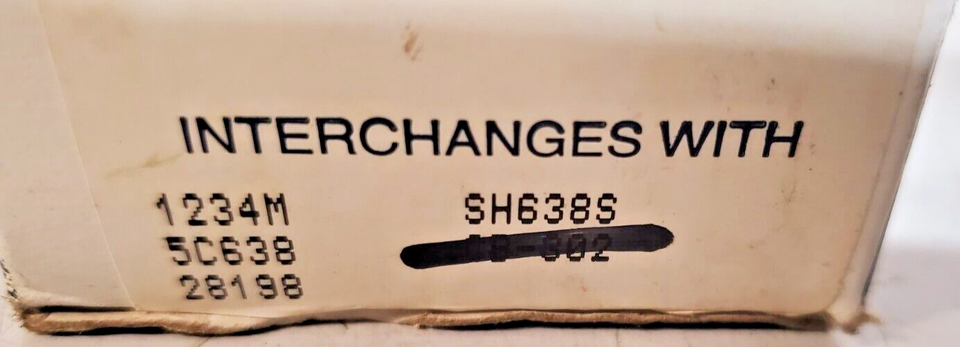 INTERCHANGES WITH
1234M SH638S
5C638
28198